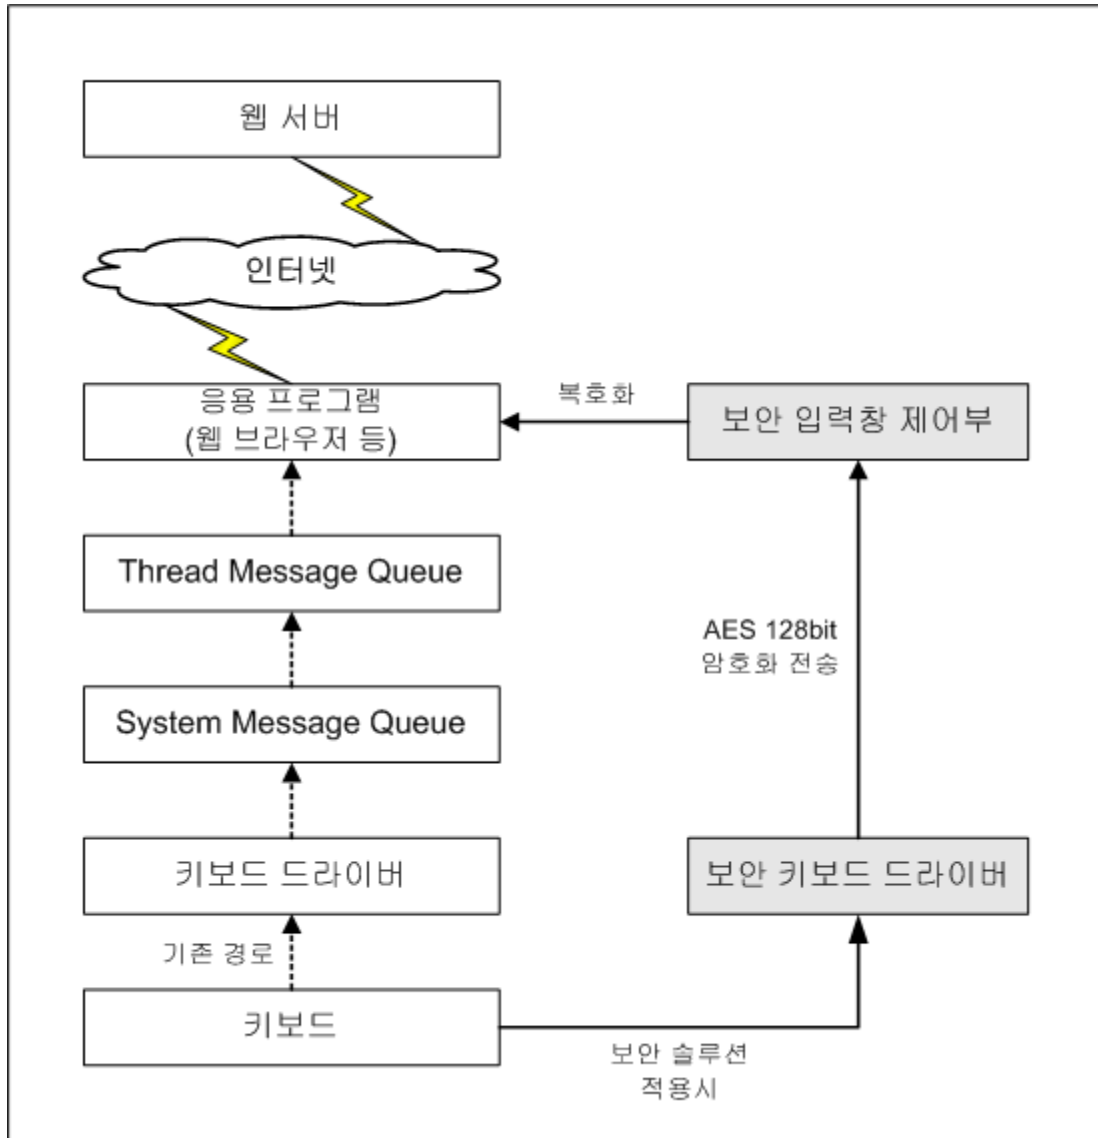 웹 서버
인터넷
응용 프로그램
(웹 브라우저 등)
복호화
보안 입력창 제어부
Thread Message Queue
AES 128bit
암호화 전송
System Message Queue
키보드 드라이버
보안 키보드 드라이버
기존 경로
키보드
보안 솔루션
적용시